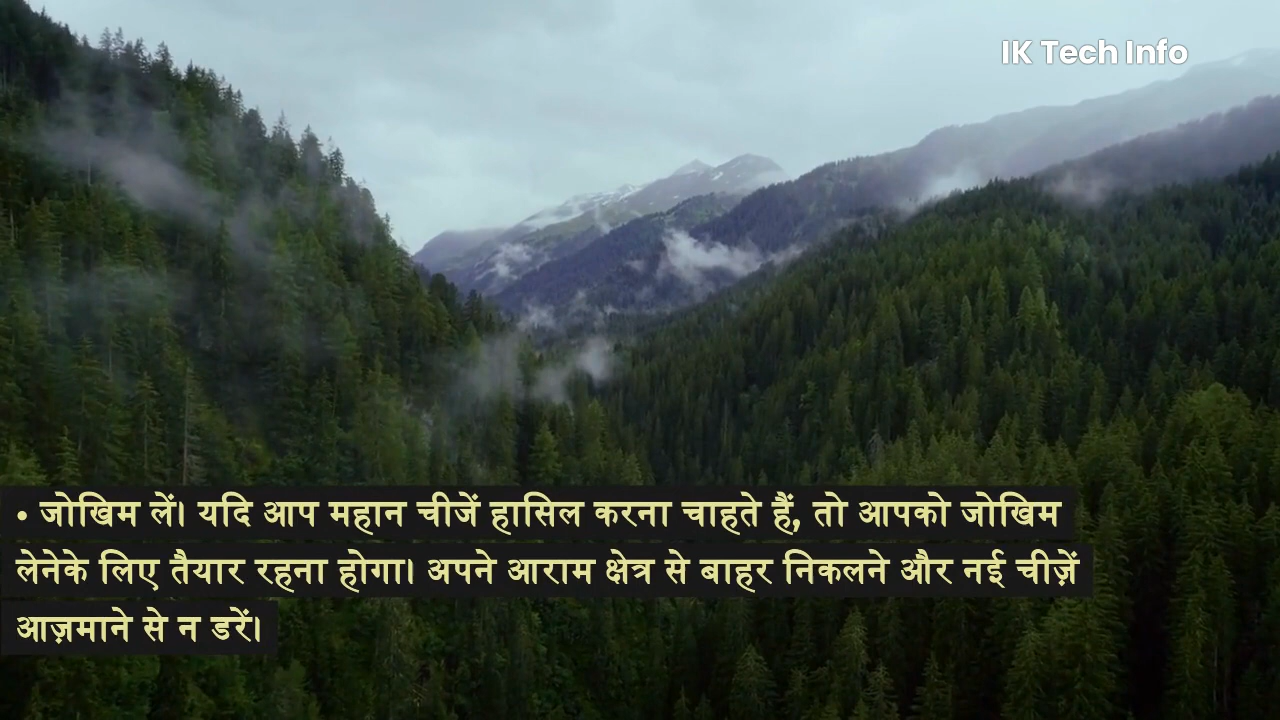 IK Tech Info
• जोखिम लें। यदि आप महान चीजें हासिल करना चाहते हैं, तो आपको जोखिम
लेनेके लिए तैयार रहना होगा। अपने आराम क्षेत्र से बाहर निकलने और नई चीज़ें
आज़माने से न डरें।